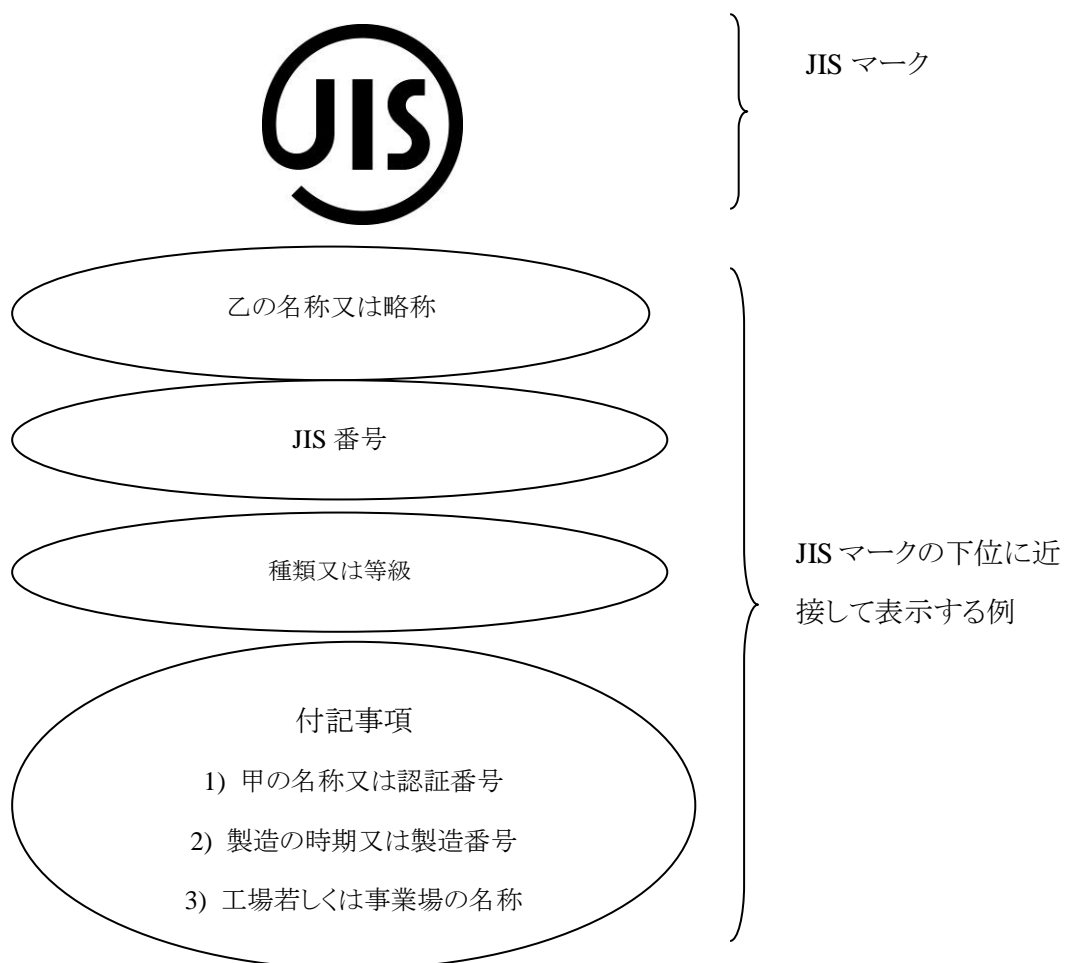 JIS
JIS マーク
乙の名称又は略称
JIS 番号
種類又は等級
JIS マークの下位に近
接して表示する例
付記事項
1) 甲の名称又は認証番号
2) 製造の時期又は製造番号
3) 工場若しくは事業場の名称